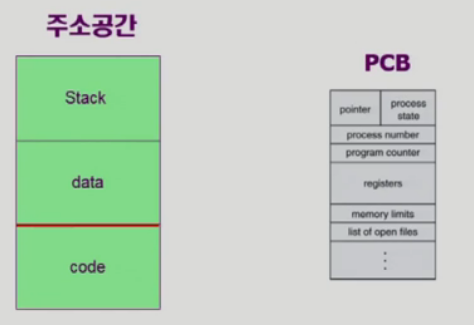 주소공간
Stack
data
code
PCB
pointer
process
state
process number
program counter
registers
memory limits
list of open files
⋮